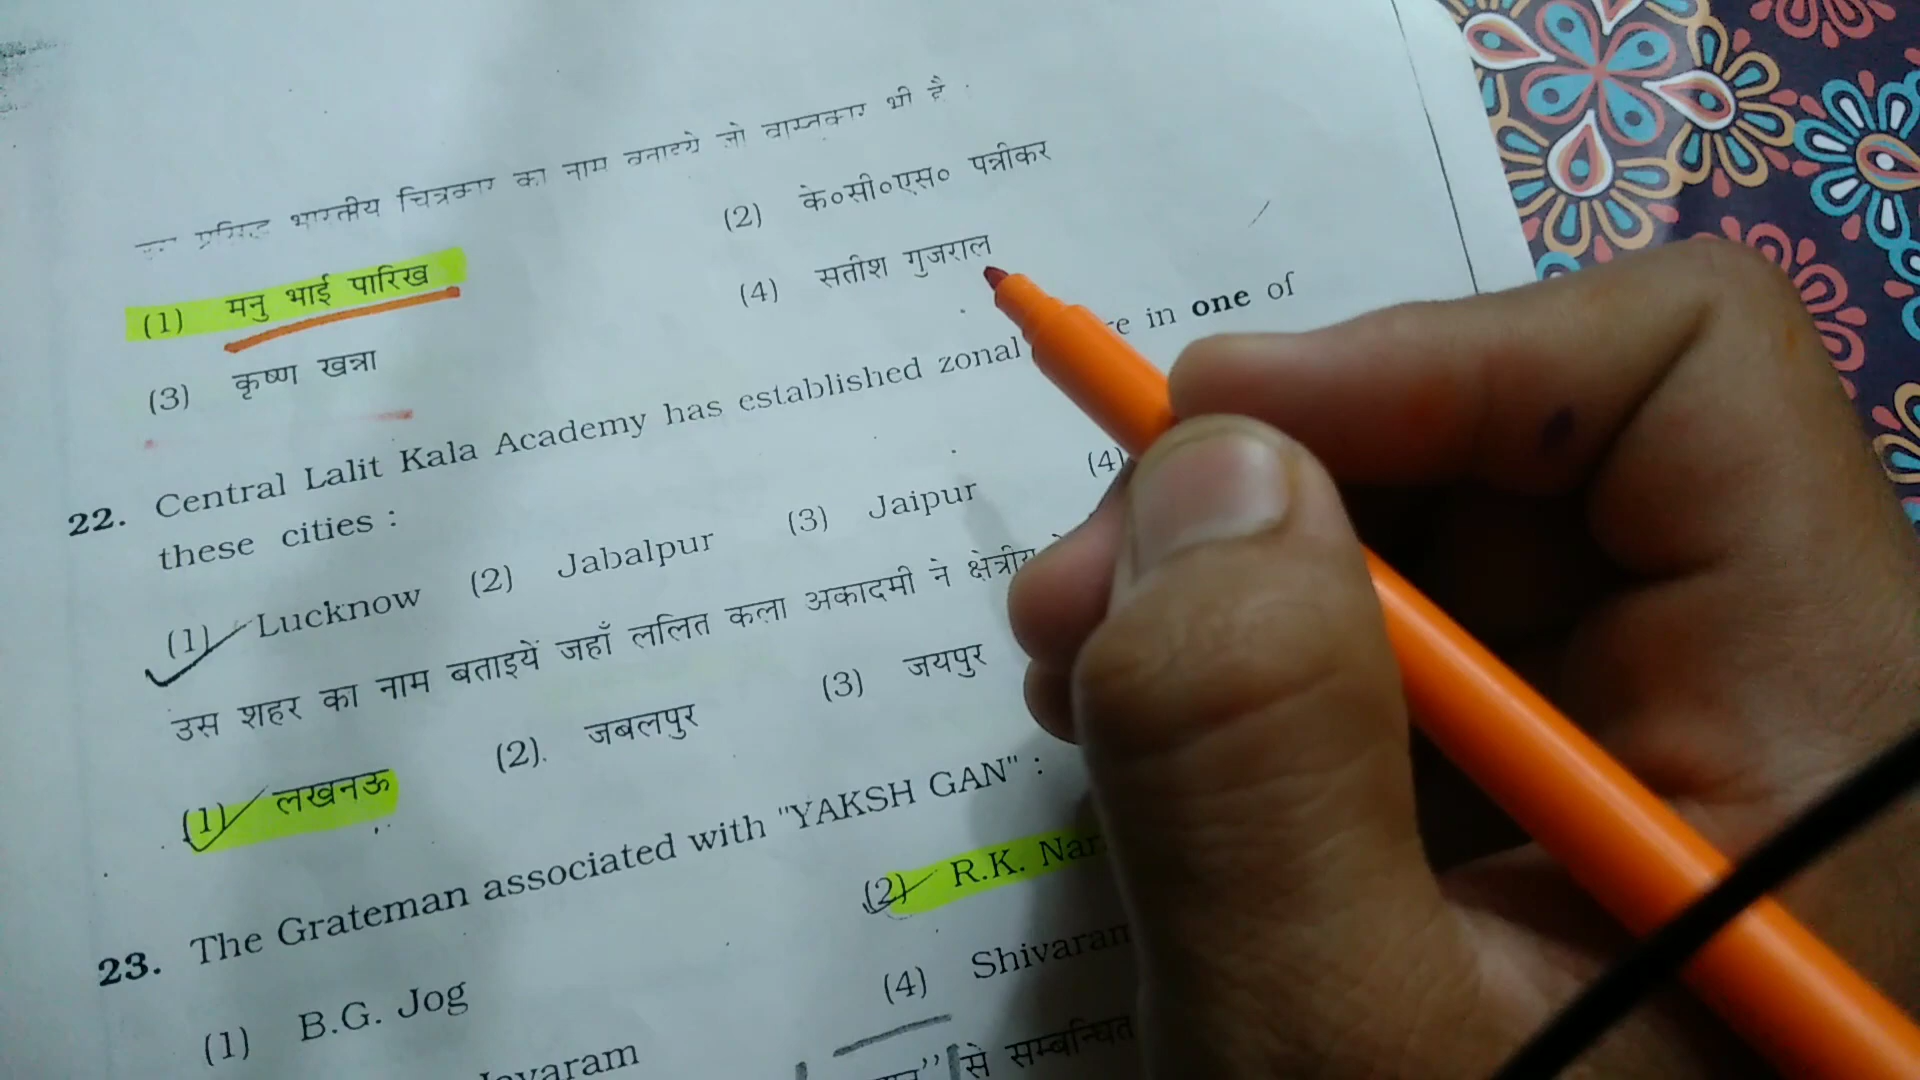 भारतीय चित्रकार का नाम बताइये जो वास्तुकार भी है .
(1) मनु भाई पारिख (2) के०सी०एस० पन्नीकर
(3) कृष्ण खन्ना (4) सतीश गुजराल
22. Central Lalit Kala Academy has established zonal in one of
these cities :
(1) Lucknow (2) Jabalpur (3) Jaipur (4)
उस शहर का नाम बताइयें जहाँ ललित कला अकादमी ने क्षेत्रीय
(1) लखनऊ (2). जबलपुर (3) जयपुर
23. The Grateman associated with "YAKSH GAN" :
(1) B.G. Jog (2) R.K.
(4)
से सम्बन्धित